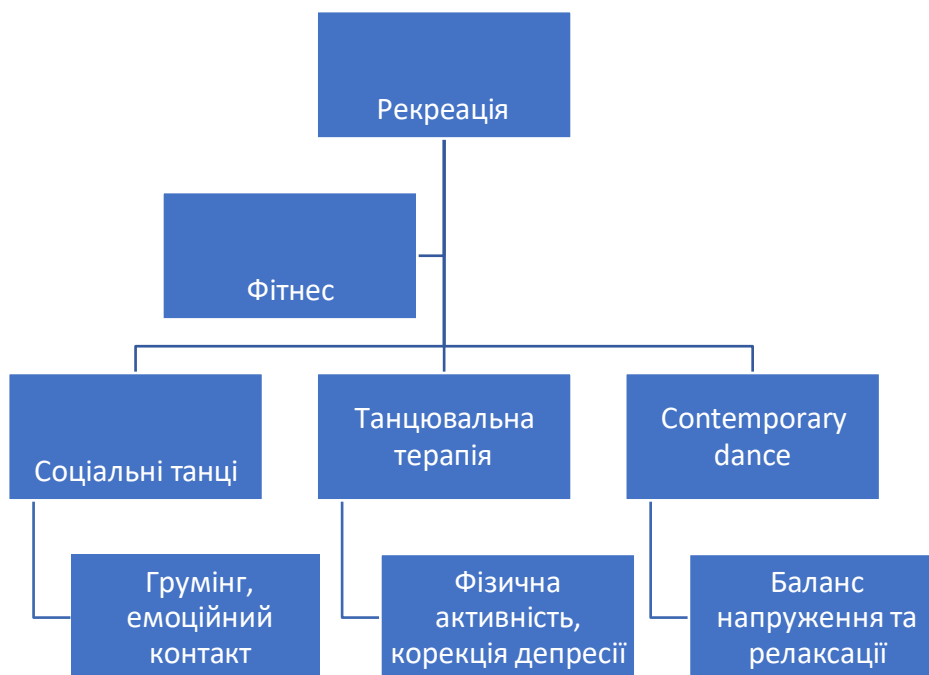 Рекреація
Фітнес
Соціальні танці
Танцювальна
терапія
Contemporary
dance
Грумінг,
емоційний
контакт
Фізична
активність,
корекція депресії
Баланс
напруження та
релаксації